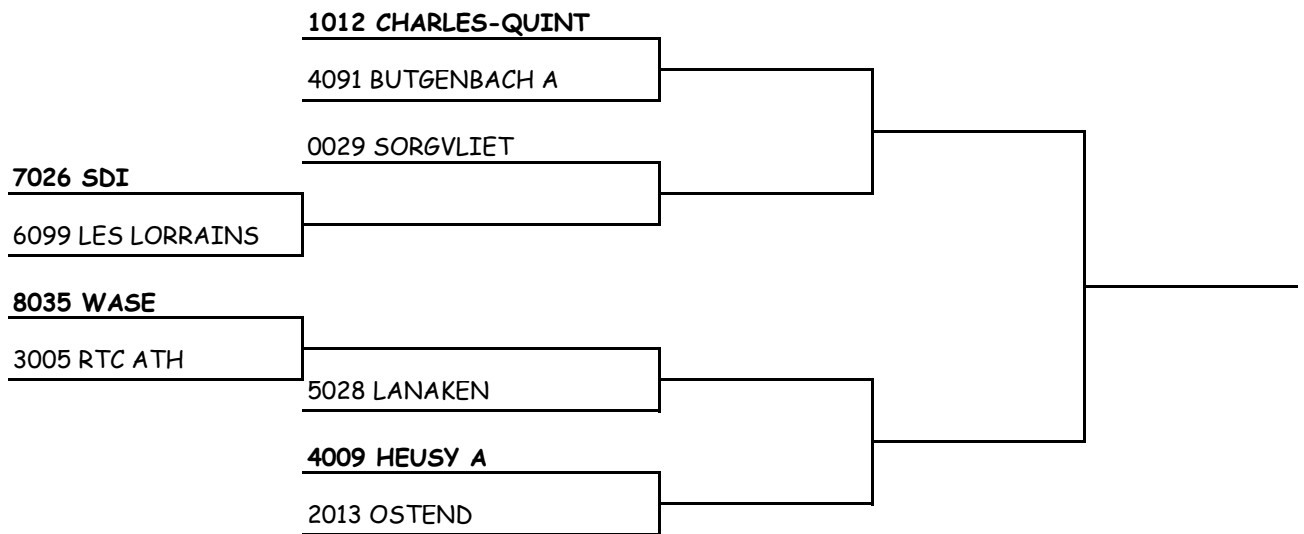 1012 CHARLES-QUINT
4091 BUTGENBACH A
0029 SORGVLIET
7026 SDI
6099 LES LORRAINS
8035 WASE
3005 RTC ATH
5028 LANAKEN
4009 HEUSY A
2013 OSTEND